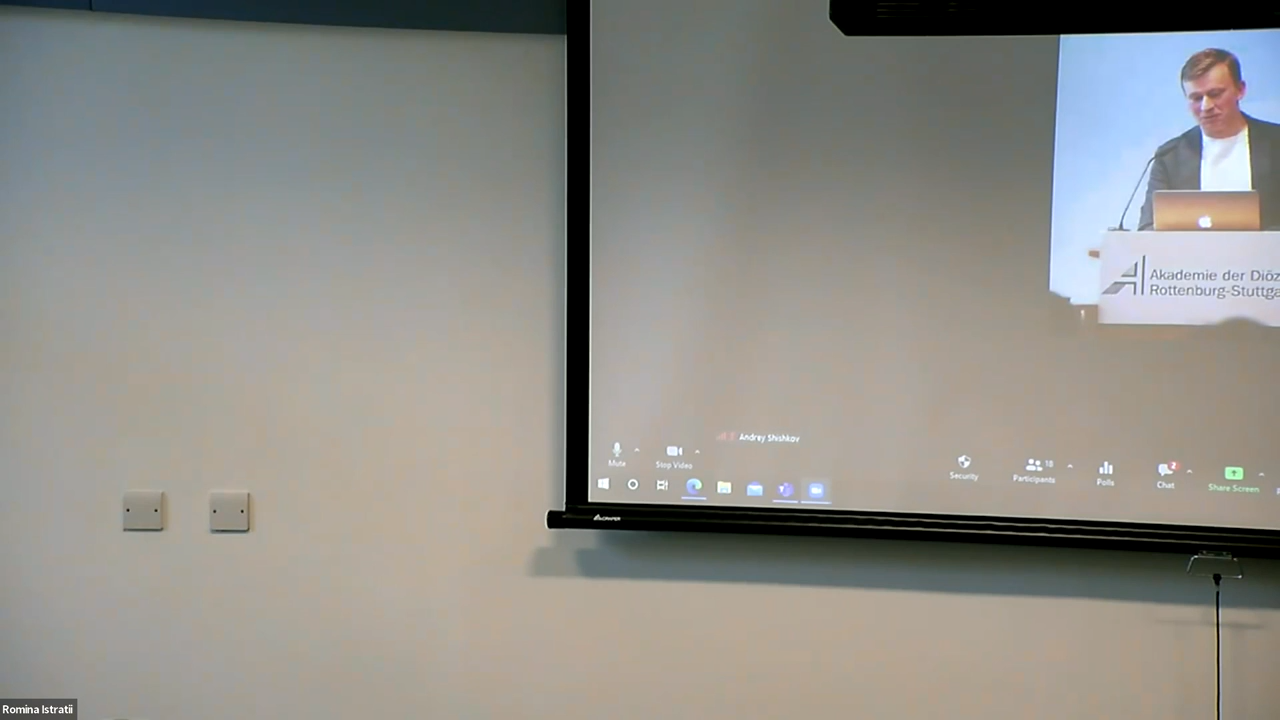 Akademie der Diöz
Rottenburg-Stuttga
Andrey Shishkov
Mute
Stop Video
Security
18
Participants
Polls
2
Chat
Share Screen
Romina Istratii